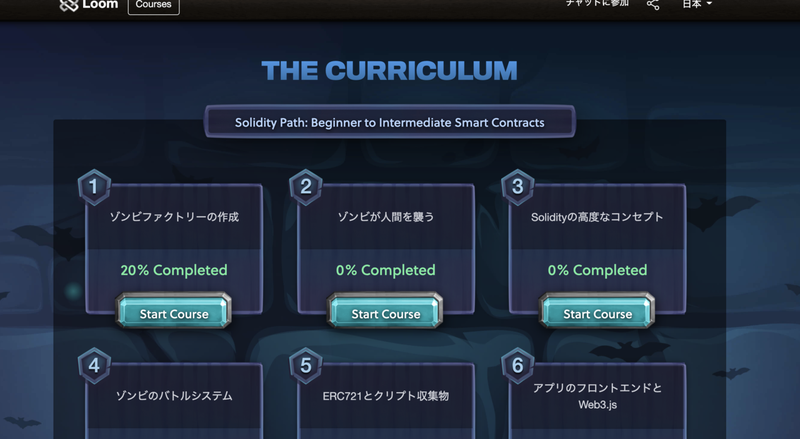 Loom
Courses
チャットに参加
日本
THE CURRICULUM
Solidity Path: Beginner to Intermediate Smart Contracts
1
ゾンビファクトリーの作成
20% Completed
Start Course
2
ゾンビが人間を襲う
0% Completed
Start Course
3
Solidityの高度なコンセプト
0% Completed
Start Course
4
ゾンビのバトルシステム
5
ERC721とクリプト収集物
6
アプリのフロントエンドと
Web3.js